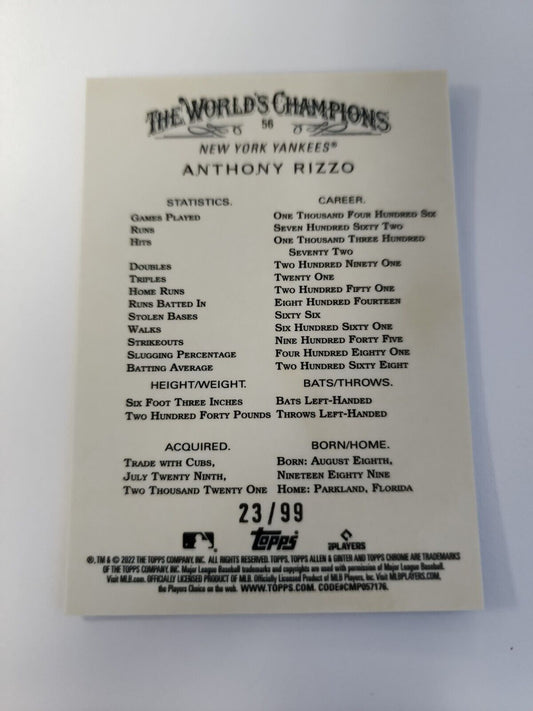 THE WORLD'S CHAMPIONS
56
NEW YORK YANKEES®
ANTHONY RIZZO
STATISTICS. CAREER.
GAMES PLAYED ONE THOUSAND FOUR HUNDRED SIX
RUNS SEVEN HUNDRED SIXTY TWO
HITS ONE THOUSAND THREE HUNDRED
SEVENTY TWO
DOUBLES TWO HUNDRED NINETY ONE
TRIPLES TWENTY ONE
HOME RUNS TWO HUNDRED FIFTY ONE
RUNS BATTED IN EIGHT HUNDRED FOURTEEN
STOLEN BASES SIXTY SIX
WALKS SIX HUNDRED SIXTY ONE
STRIKEOUTS NINE HUNDRED FORTY FIVE
SLUGGING PERCENTAGE FOUR HUNDRED EIGHTY ONE
BATTING AVERAGE TWO HUNDRED SIXTY EIGHT
HEIGHT/WEIGHT. BATS/THROWS.
SIX FOOT THREE INCHES BATS LEFT-HANDED
TWO HUNDRED FORTY POUNDS THROWS LEFT-HANDED
ACQUIRED. BORN/HOME.
TRADE WITH CUBS, BORN: AUGUST EIGHTH,
JULY TWENTY NINTH, NINETEEN EIGHTY NINE
TWO THOUSAND TWENTY ONE HOME: PARKLAND, FLORIDA
23/99
TOPPS PLAYERS
®, TM & © 2022 THE TOPPS COMPANY, INC. ALL RIGHTS RESERVED. TOPPS, TOPPS ALLEN & GINTER AND TOPPS CHROME ARE TRADEMARKS
OF THE TOPPS COMPANY, INC. Major League Baseball trademarks and copyrights are used with permission of Major League Baseball.
Visit MLB.com. OFFICIALLY LICENSED PRODUCT OF MLB. Officially Licensed Product of MLB Players, Inc. Visit MLBPLAYERS.COM,
the Players Choice on the web. WWW.TOPPS.COM. CODE#CMP057176.